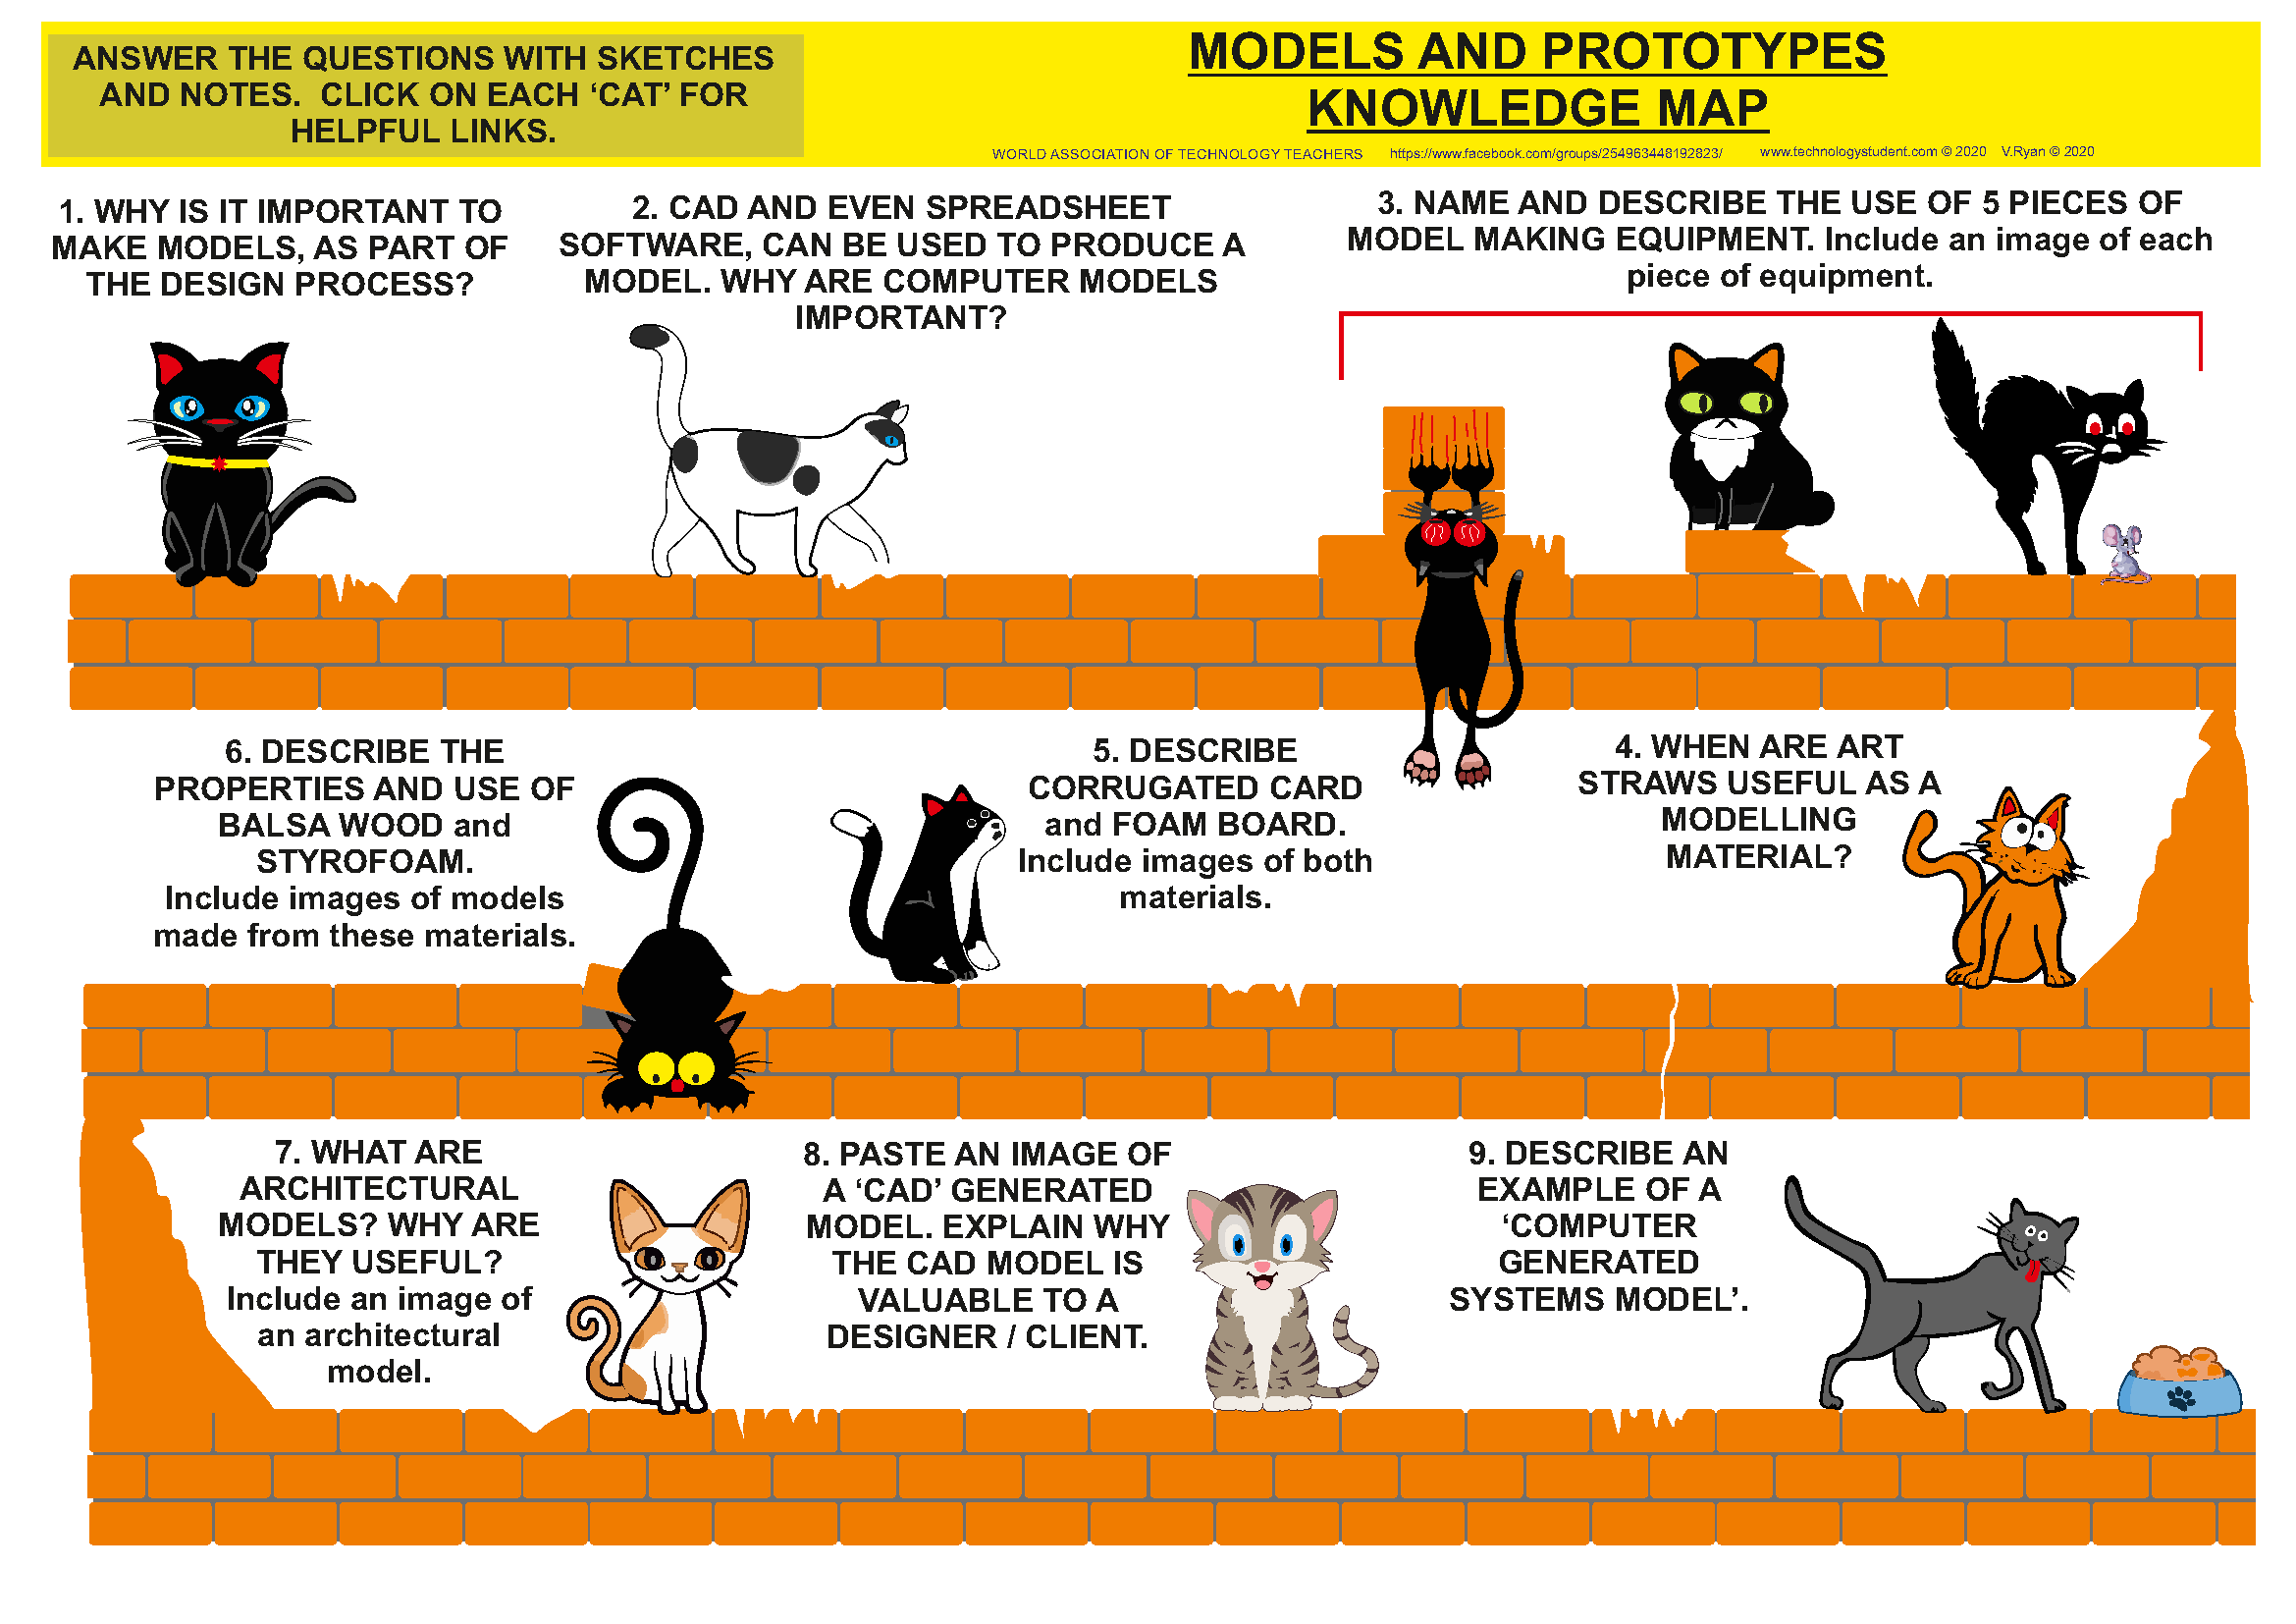 ANSWER THE QUESTIONS WITH SKETCHES
AND NOTES. CLICK ON EACH ‘CAT’ FOR
HELPFUL LINKS.
MODELS AND PROTOTYPES
KNOWLEDGE MAP
WORLD ASSOCIATION OF TECHNOLOGY TEACHERS https://www.facebook.com/groups/254963448192823/ www.technologystudent.com © 2020 V.Ryan © 2020
1. WHY IS IT IMPORTANT TO
MAKE MODELS, AS PART OF
THE DESIGN PROCESS?
2. CAD AND EVEN SPREADSHEET
SOFTWARE, CAN BE USED TO PRODUCE A
MODEL. WHY ARE COMPUTER MODELS
IMPORTANT?
3. NAME AND DESCRIBE THE USE OF 5 PIECES OF
MODEL MAKING EQUIPMENT. Include an image of each
piece of equipment.
4. WHEN ARE ART
STRAWS USEFUL AS A
MODELLING
MATERIAL?
5. DESCRIBE
CORRUGATED CARD
and FOAM BOARD.
Include images of both
materials.
6. DESCRIBE THE
PROPERTIES AND USE OF
BALSA WOOD and
STYROFOAM.
Include images of models
made from these materials.
7. WHAT ARE
ARCHITECTURAL
MODELS? WHY ARE
THEY USEFUL?
Include an image of
an architectural
model.
8. PASTE AN IMAGE OF
A ‘CAD’ GENERATED
MODEL. EXPLAIN WHY
THE CAD MODEL IS
VALUABLE TO A
DESIGNER / CLIENT.
9. DESCRIBE AN
EXAMPLE OF A
‘COMPUTER
GENERATED
SYSTEMS MODEL’.